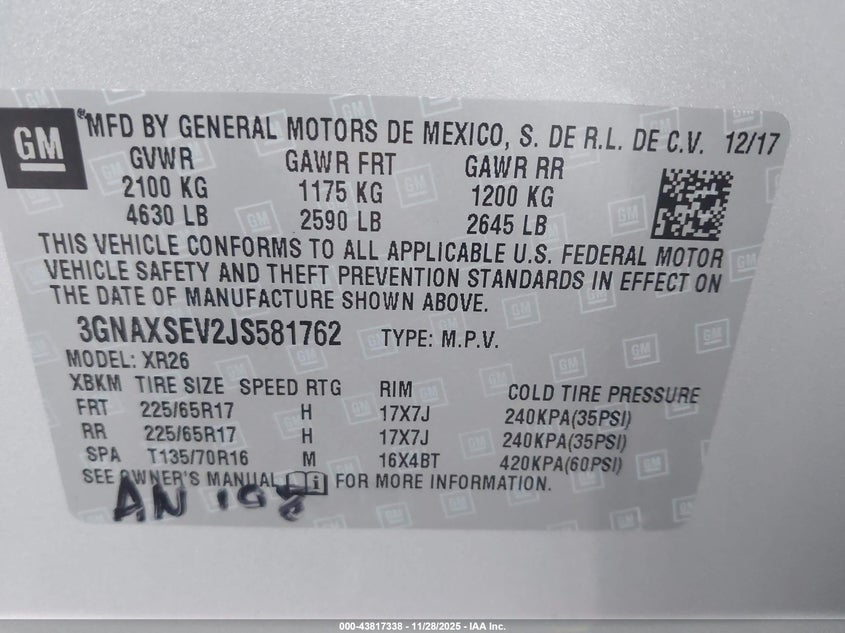 GM
MFD BY GENERAL MOTORS DE MEXICO, S. DE R.L. DE C.V. 12/17
GVWR GAWR FRT GAWR RR
2100 KG 1175 KG 1200 KG
4630 LB 2590 LB 2645 LB
THIS VEHICLE CONFORMS TO ALL APPLICABLE U.S. FEDERAL MOTOR
VEHICLE SAFETY AND THEFT PREVENTION STANDARDS IN EFFECT ON
THE DATE OF MANUFACTURE SHOWN ABOVE.
3GNAXSEV2JS581762 TYPE: M.P.V.
MODEL: XR26
XBKM TIRE SIZE SPEED RTG RIM COLD TIRE PRESSURE
FRT 225/65R17 H 17X7J 240KPA(35PSI)
RR 225/65R17 H 17X7J 240KPA(35PSI)
SPA T135/70R16 M 16X4BT 420KPA(60PSI)
SEE OWNER'S MANUAL i FOR MORE INFORMATION.
AN 198
000-43817338 - 11/28/2025 - IAA Inc.